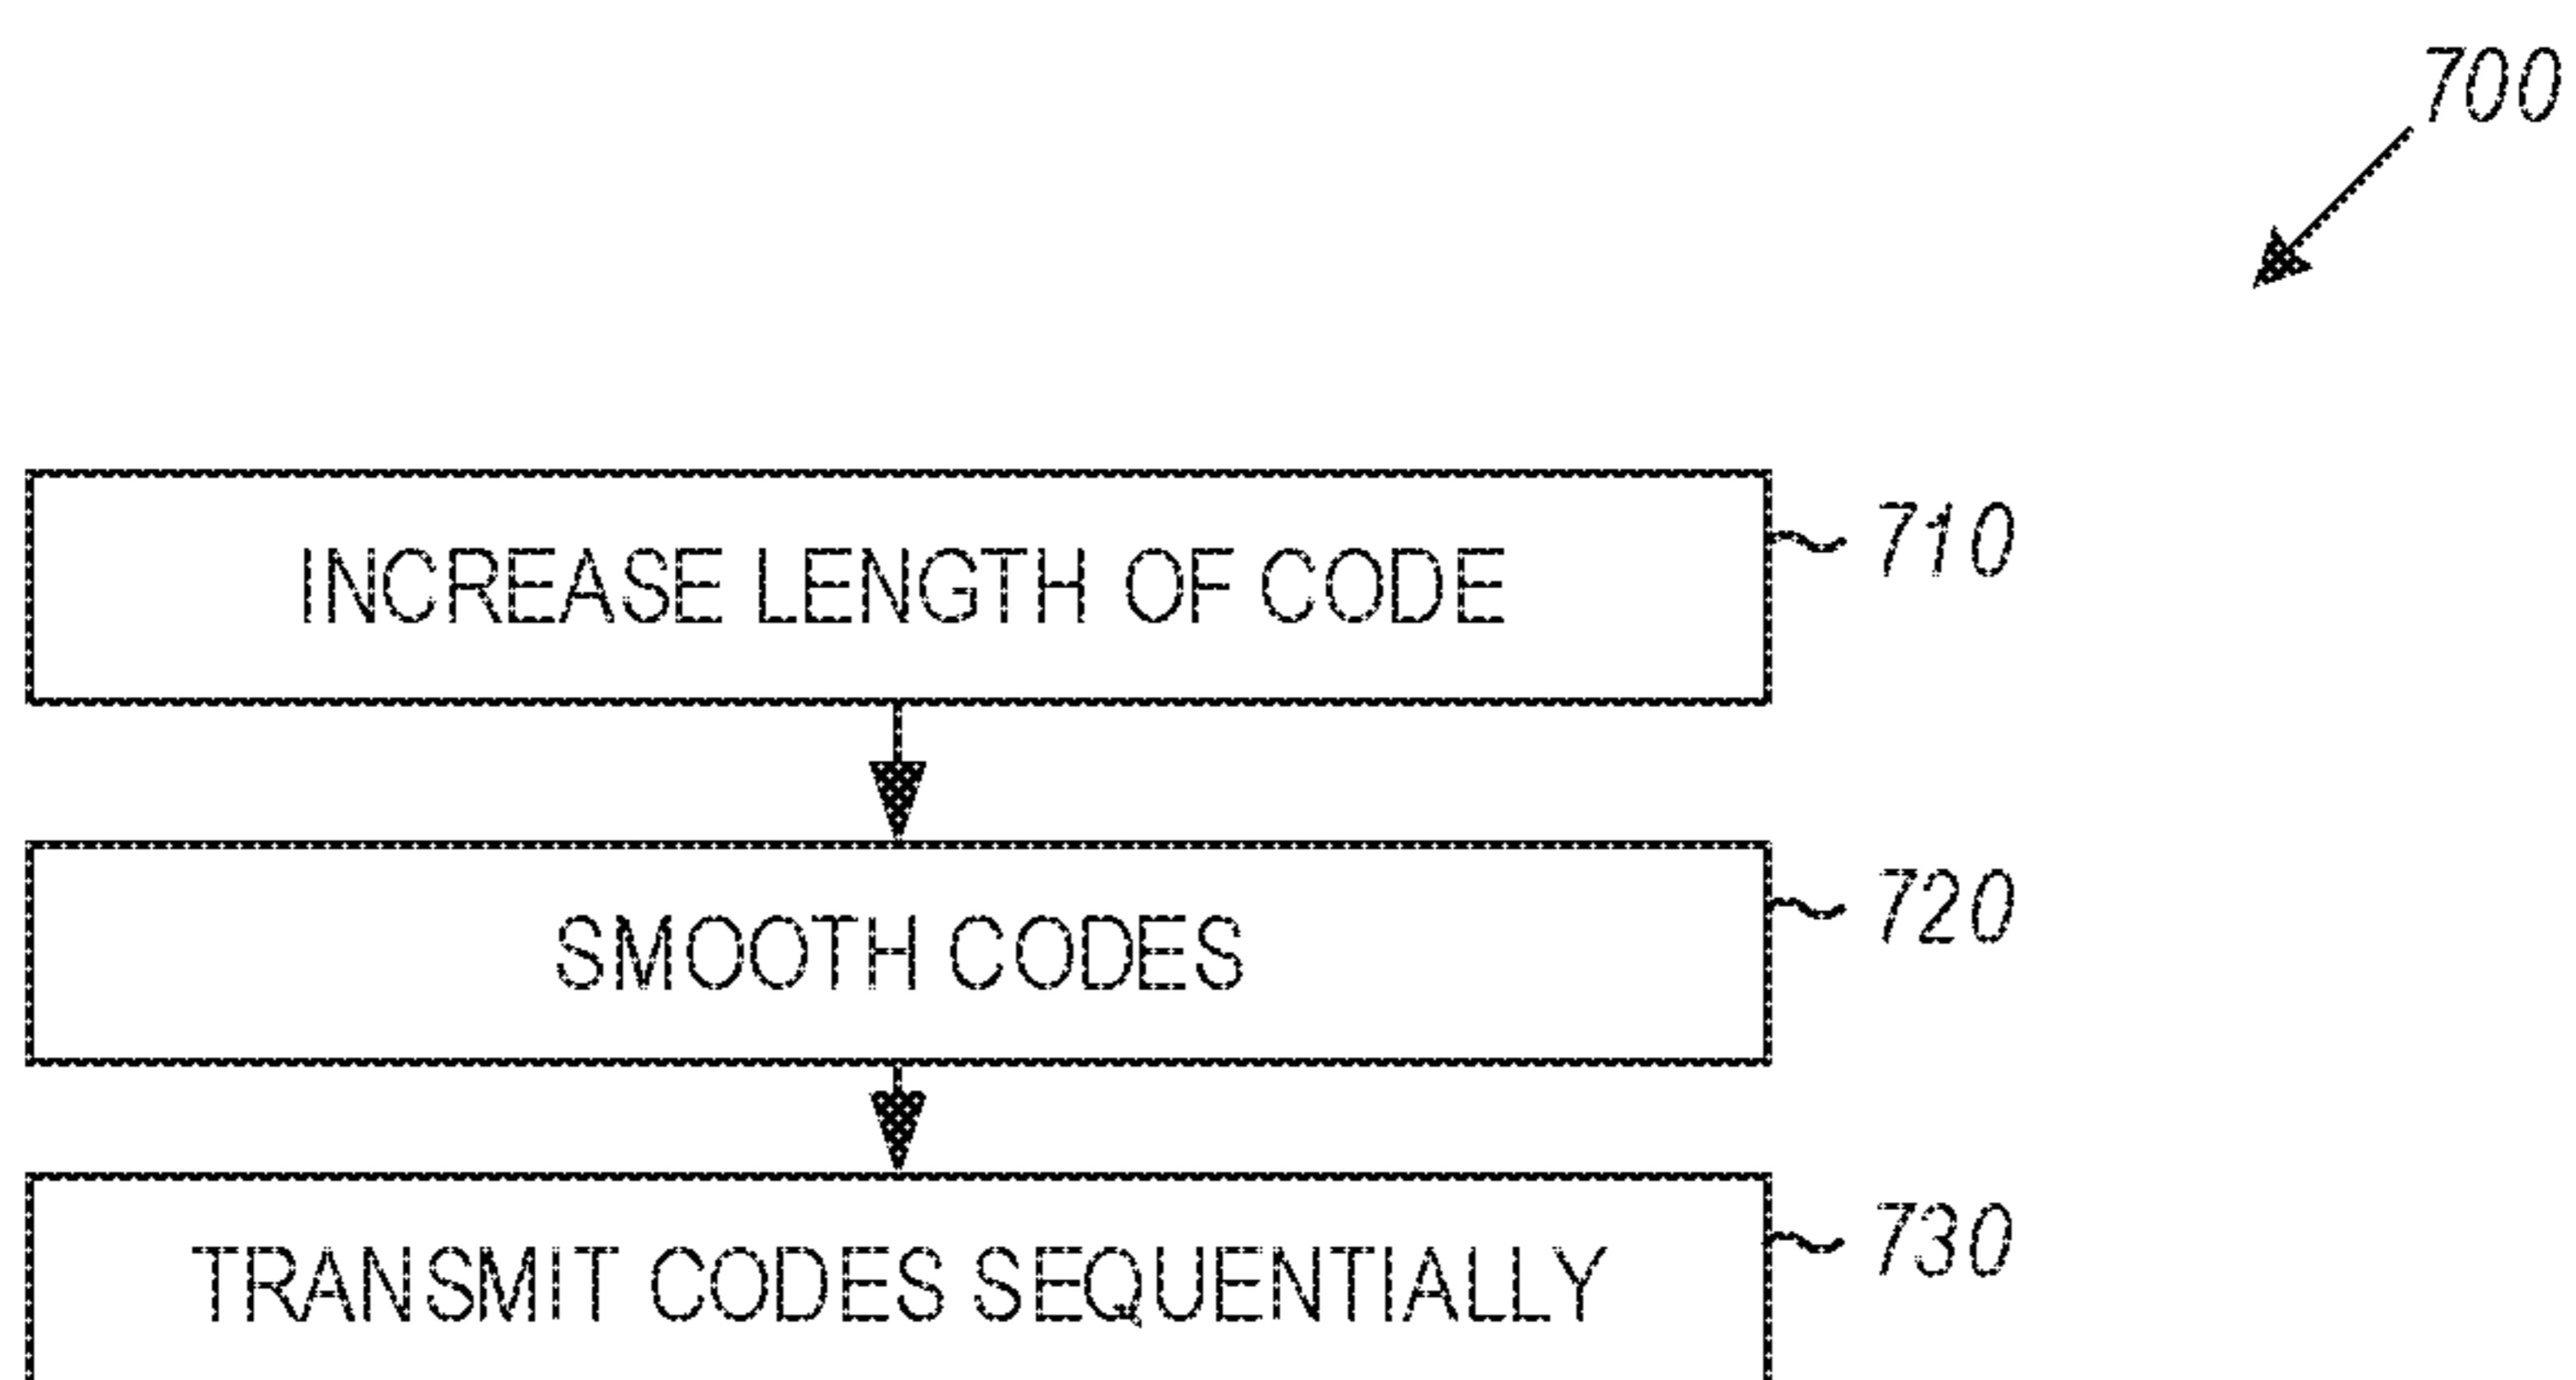 700
INCREASE LENGTH OF CODE
710
SMOOTH CODES
720
TRANSMIT CODES SEQUENTIALLY
730